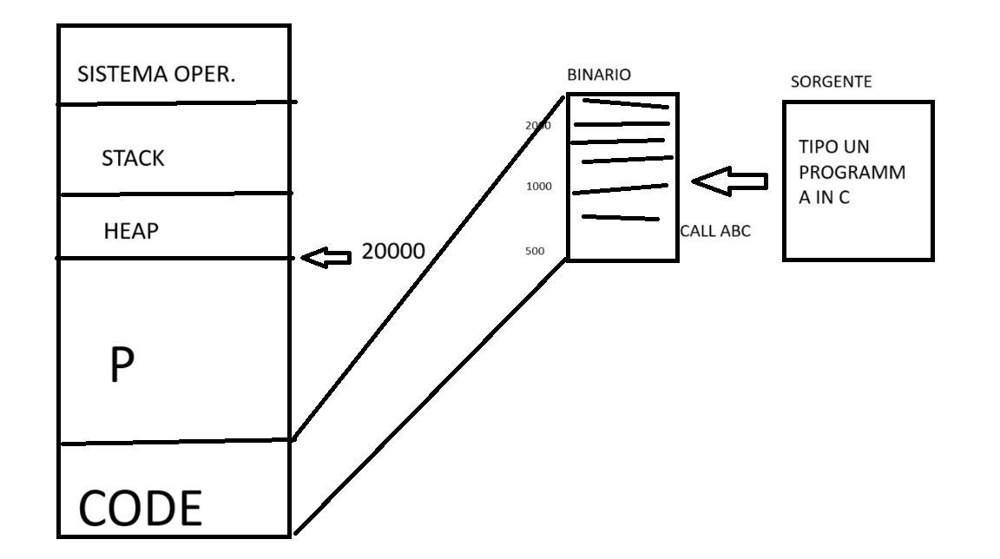 SISTEMA OPER.
STACK
HEAP
20000
P
CODE
BINARIO
2000
1000
500
CALL ABC
SORGENTE
TIPO UN
PROGRAMM
A IN C